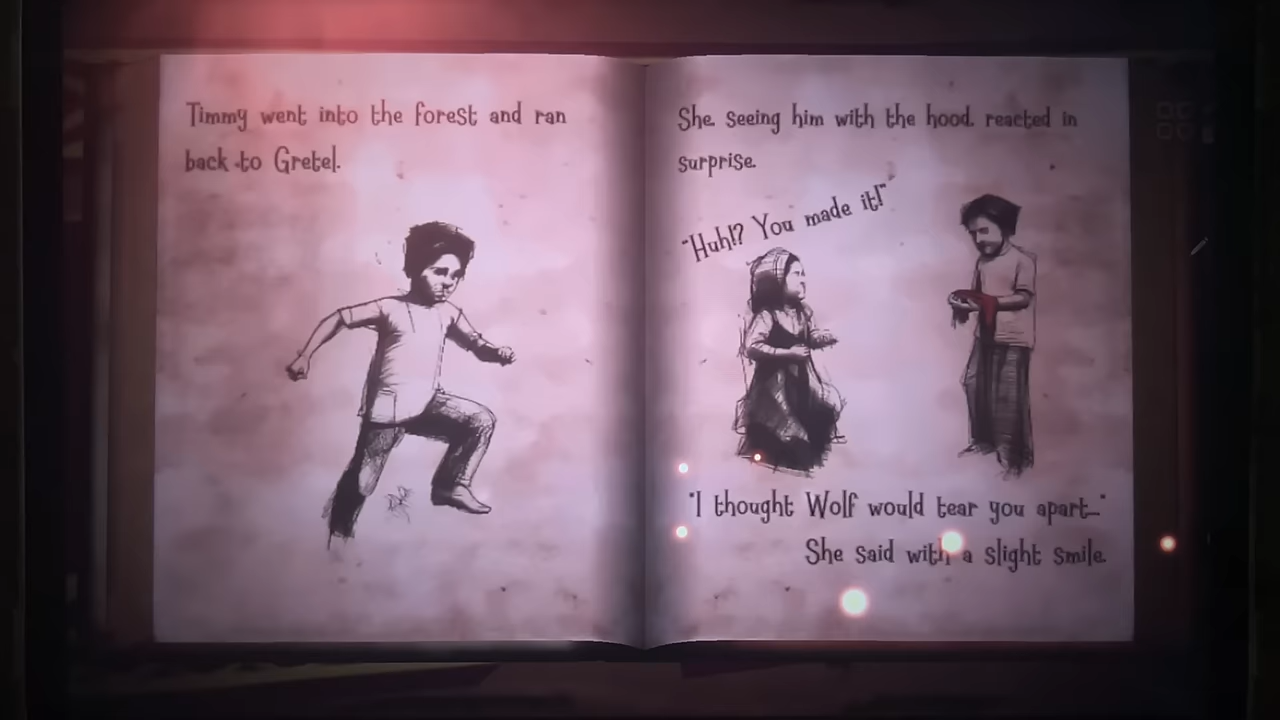 Timmy went into the forest and ran
back to Gretel.
She, seeing him with the hood, reacted in
surprise.
"Huh!? You made it!"
"I thought Wolf would tear you apart..."
She said with a slight smile.